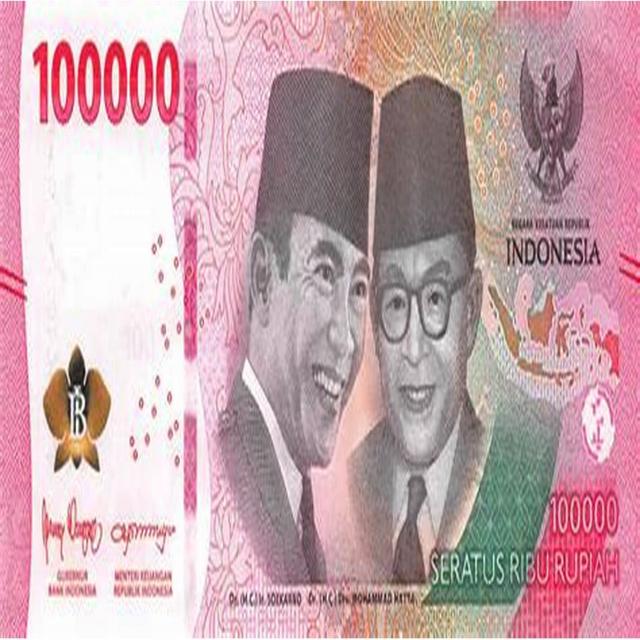 100000
NEGARA KESATUAN REPUBLIK
INDONESIA
GUBERNUR
BANK INDONESIA
MENTERI KEUANGAN
REPUBLIK INDONESIA
Dr. (H.C.) Ir. SOEKARNO Dr. (H.C.) Drs. MOHAMMAD HATTA
100000
SERATUS RIBU RUPIAH